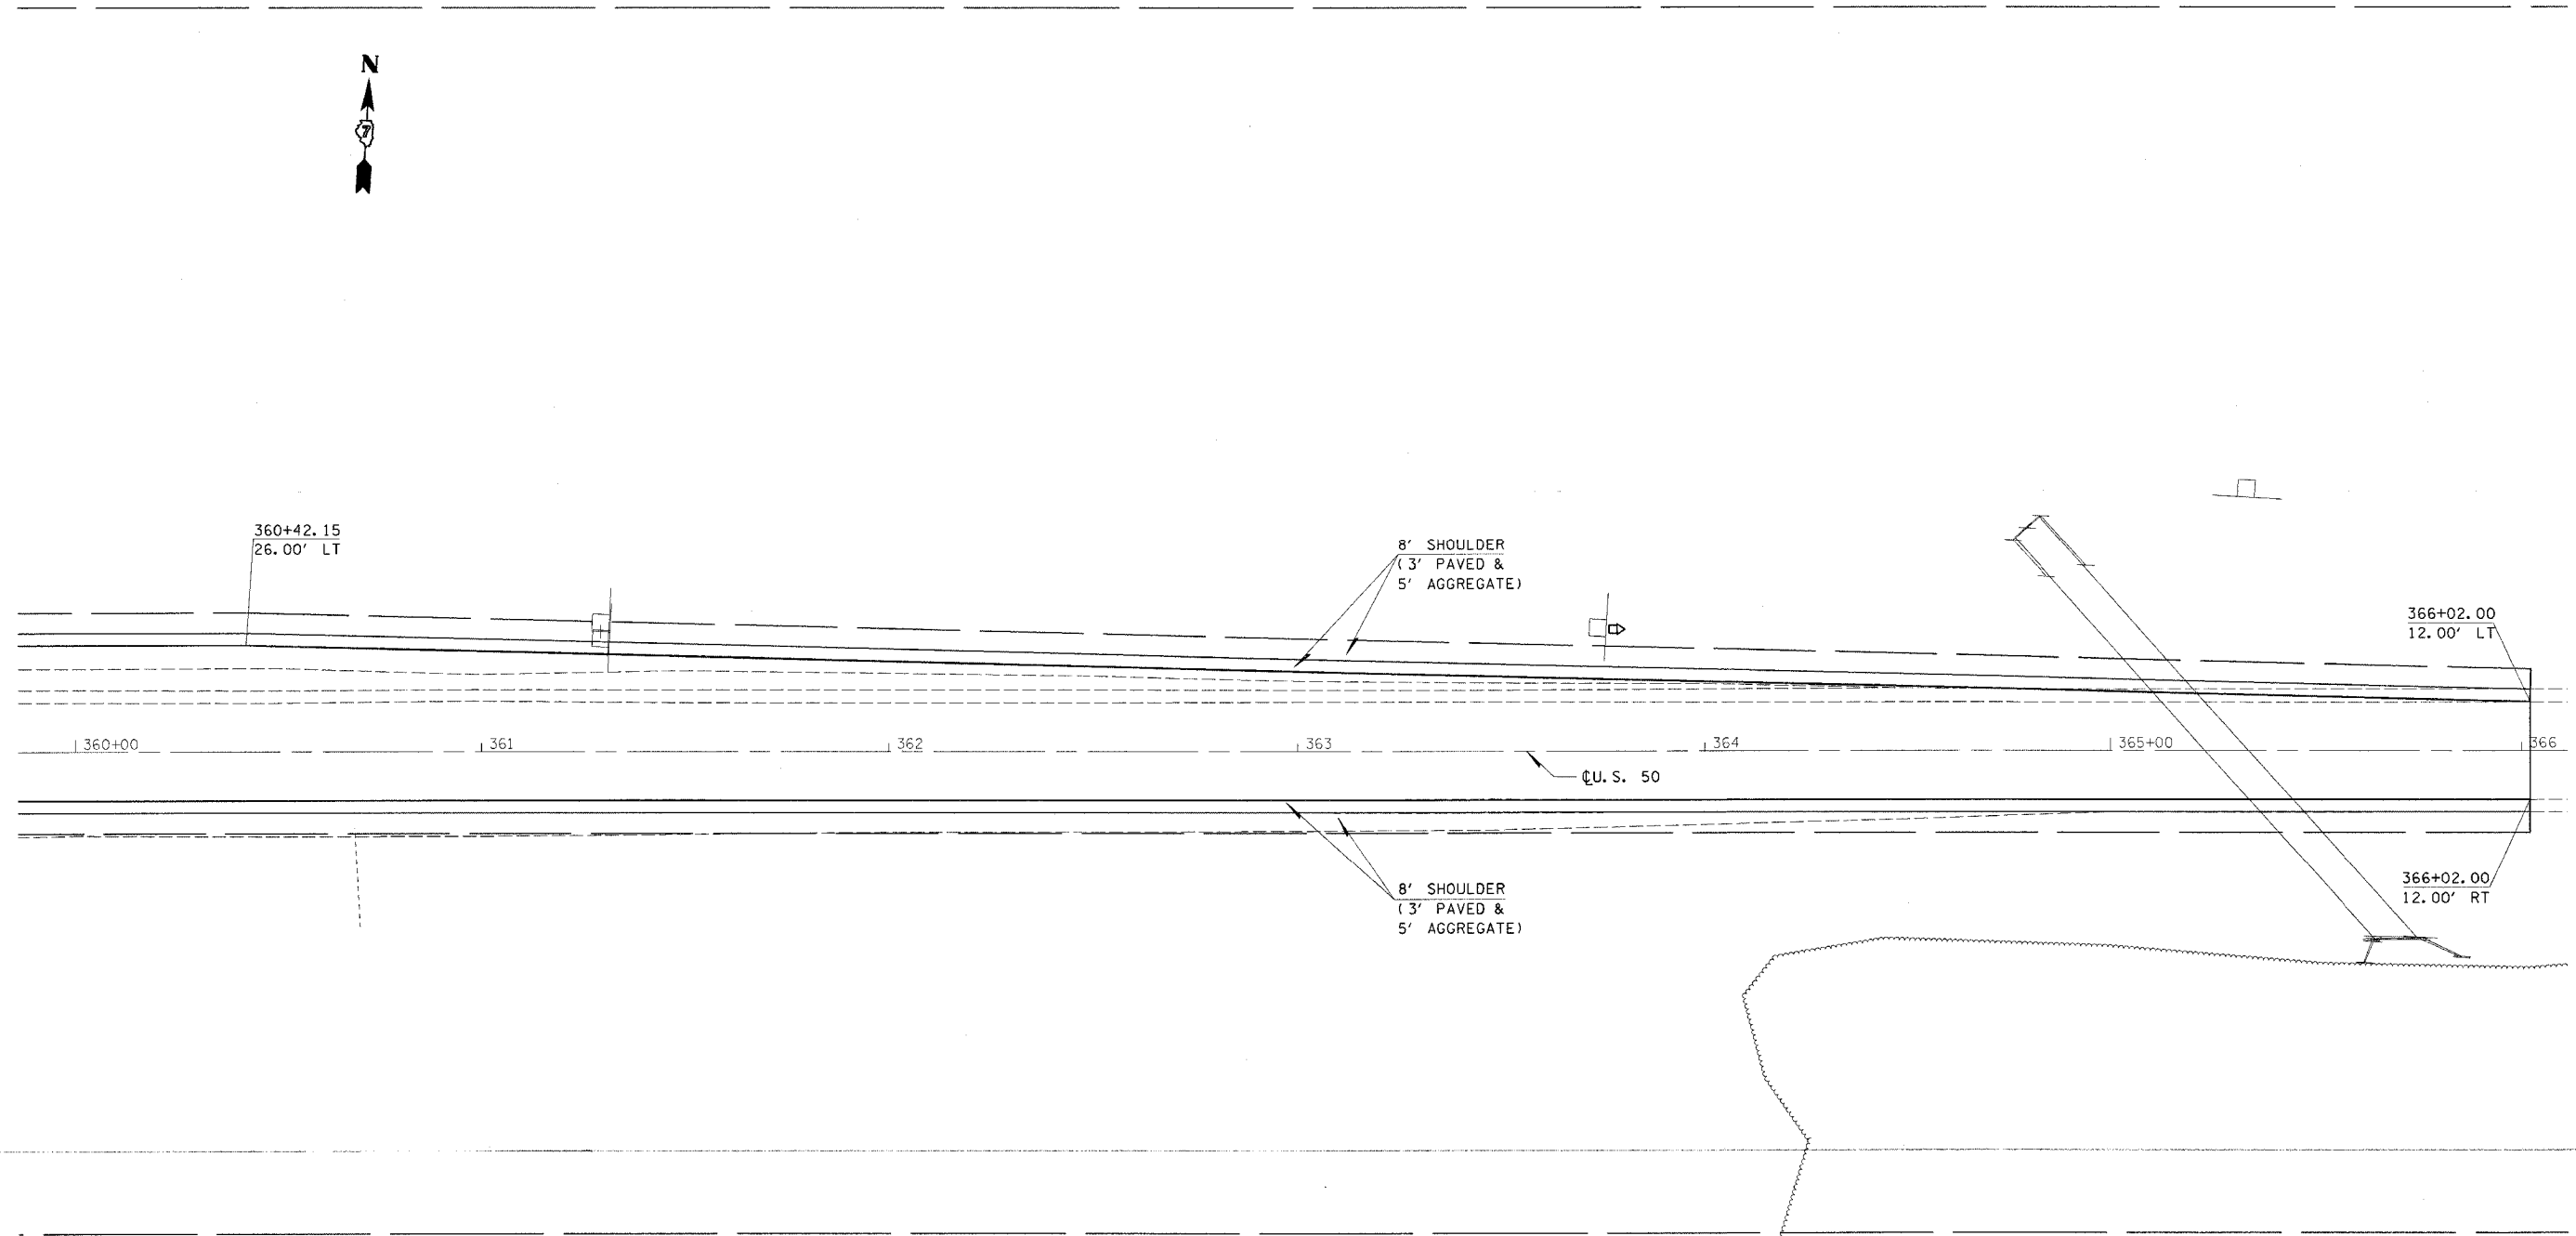 N
7
360+42.15
26.00' LT
8' SHOULDER
(3' PAVED &
5' AGGREGATE)
366+02.00
12.00' LT
360+00
361
362
363
364
365+00
366
℄U.S. 50
8' SHOULDER
(3' PAVED &
5' AGGREGATE)
366+02.00
12.00' RT